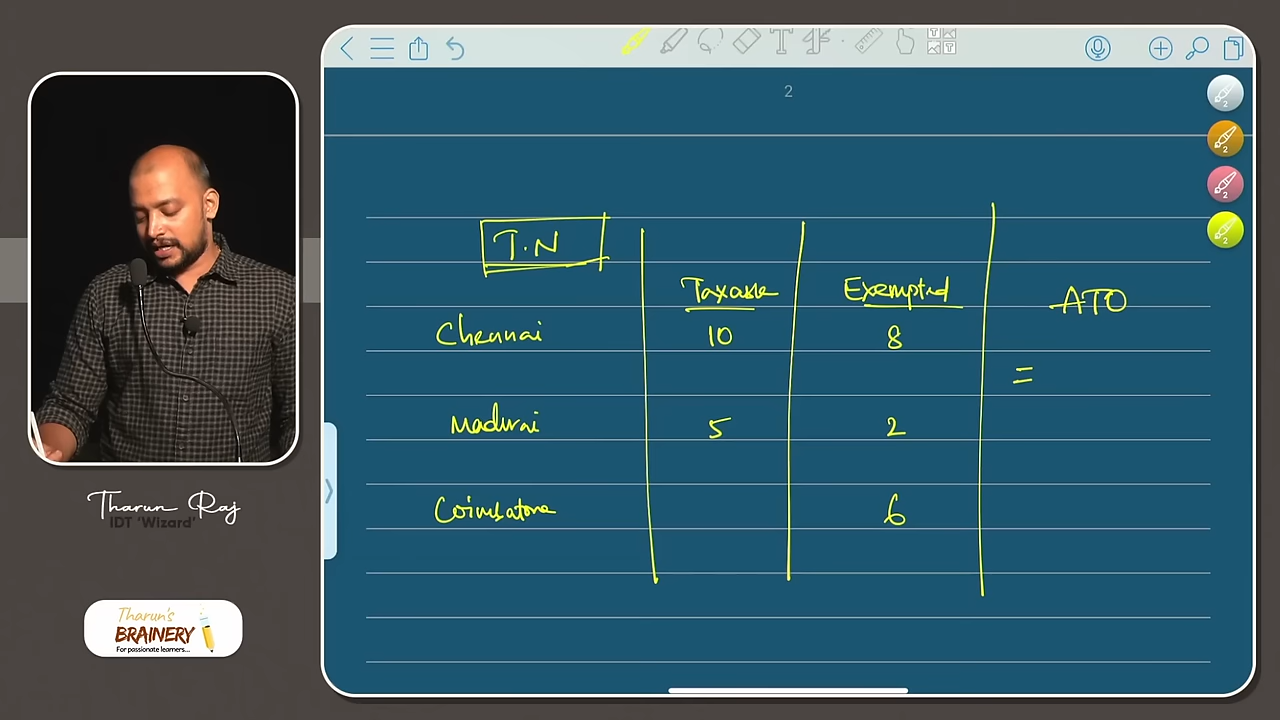 2
T.N
Taxable Exempted ATO
Chennai 10 8
=
Madurai 5 2
Coimbatore 6
Tharun Raj
IDT 'Wizard'
Tharun's
BRAINERY
For passionate learners...